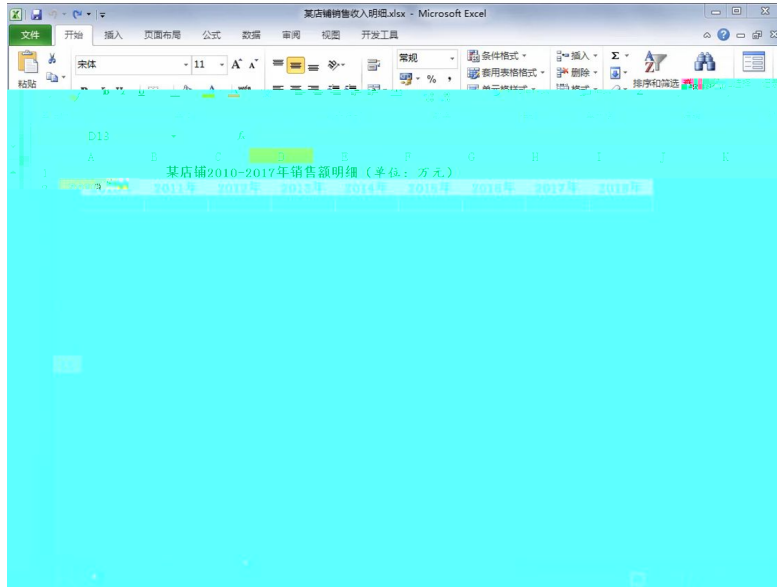 某店铺销售收入明细.xlsx - Microsoft Excel
文件 开始 插入 页面布局 公式 数据 审阅 视图 开发工具
宋体 11 A A 常规 条件格式 插入 Σ
% , 套用表格格式 删除
粘贴 排序和筛选
D13
A B C D E F G H I J K
某店铺2010-2017年销售额明细（单位：万元）
2011年 2012年 2013年 2014年 2015年 2016年 2017年